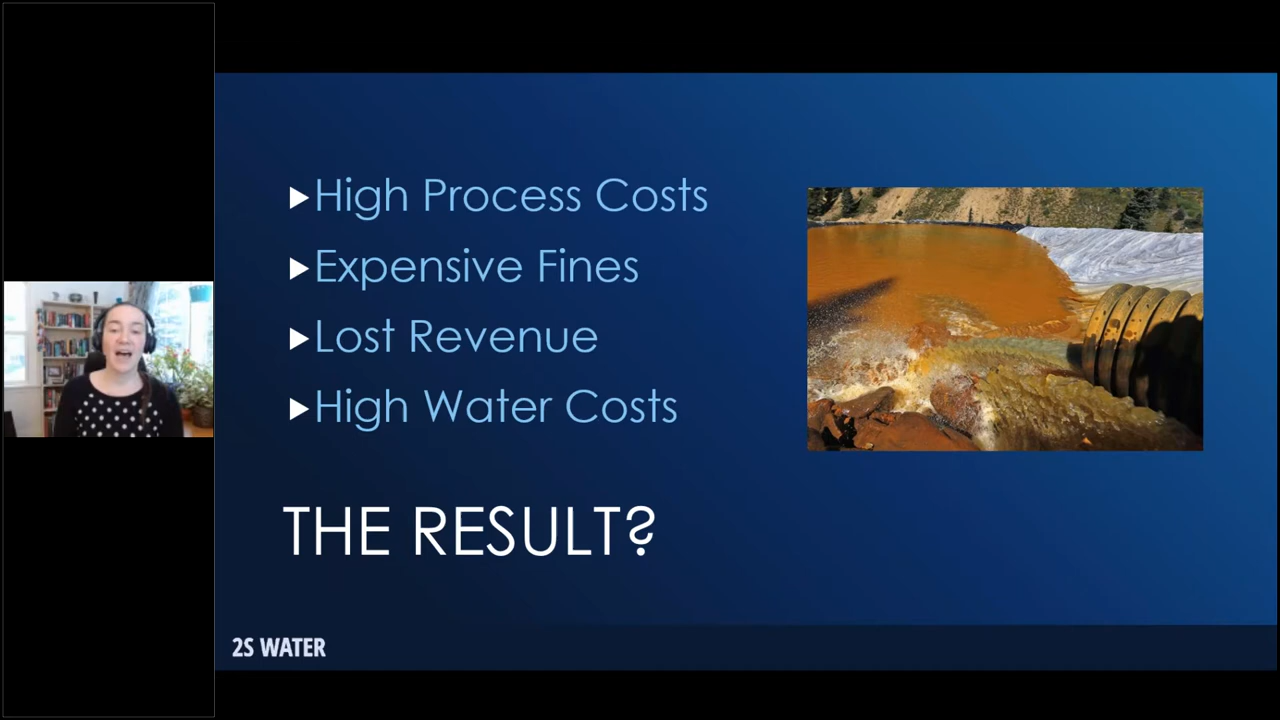 High Process Costs
Expensive Fines
Lost Revenue
High Water Costs
THE RESULT?
2S WATER